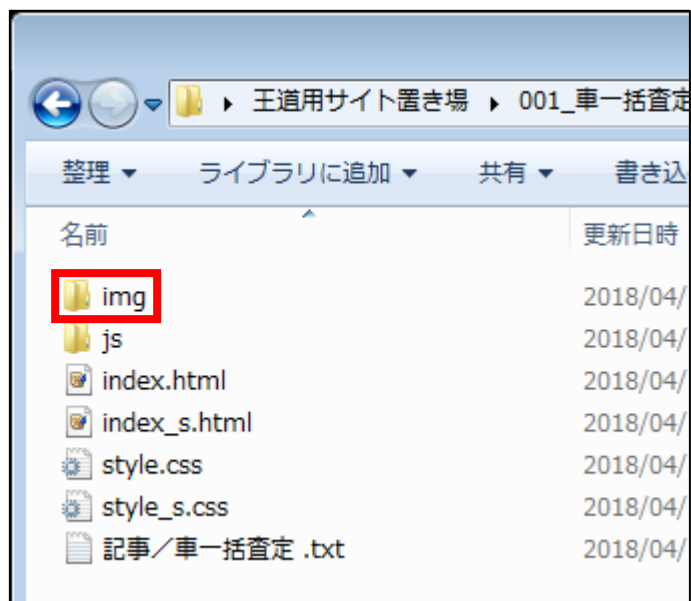 王道用サイト置き場 001_車一括査定
整理 ライブラリに追加 共有 書き込
名前 更新日時
img 2018/04/
js 2018/04/
index.html 2018/04/
index_s.html 2018/04/
style.css 2018/04/
style_s.css 2018/04/
記事／車一括査定 .txt 2018/04/